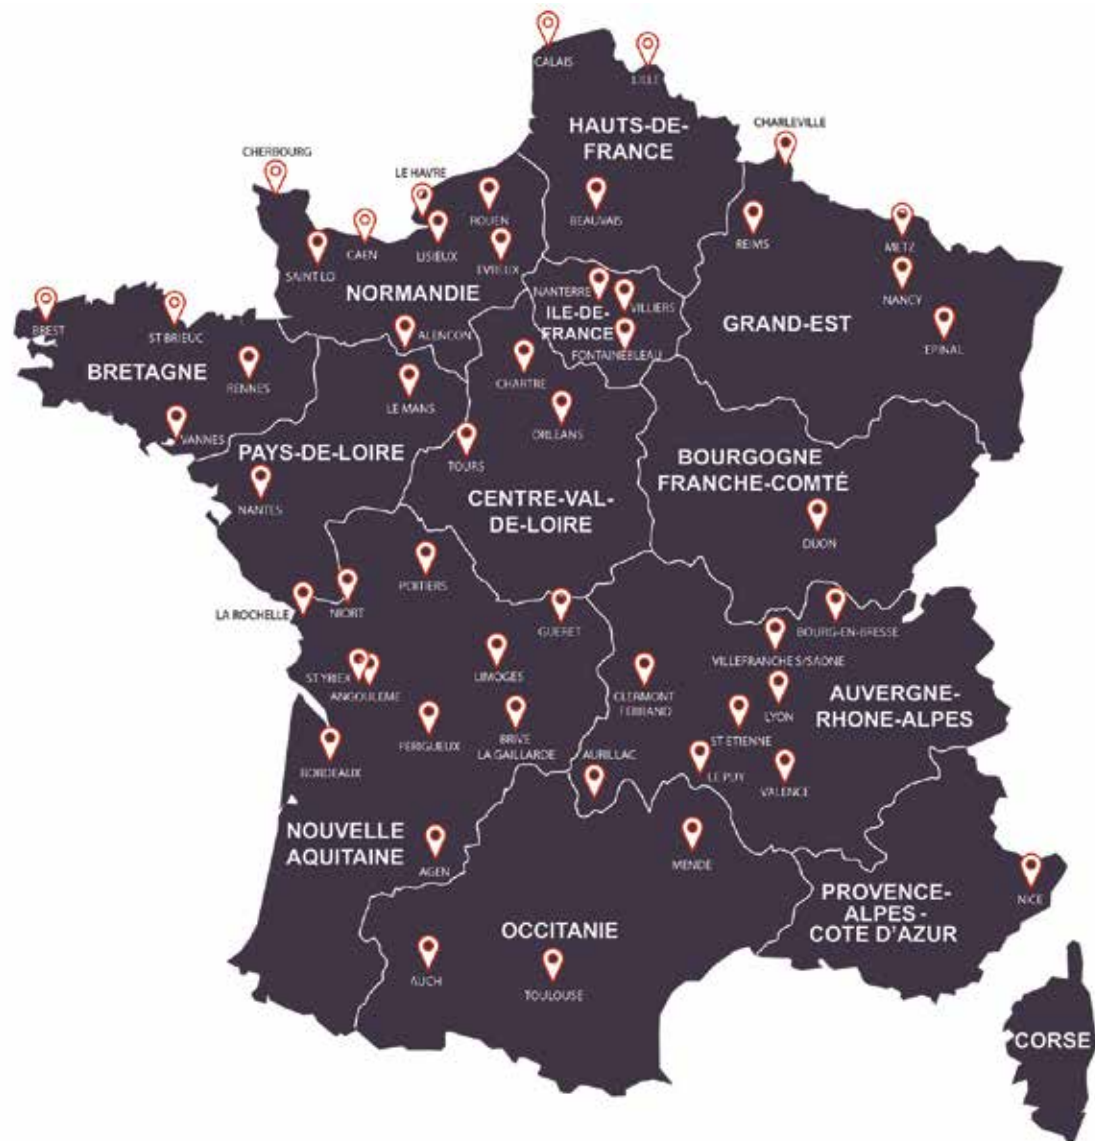 CALAIS
LILLE
HAUTS-DE-
FRANCE
CHARLEVILLE
CHERBOURG
LE HAVRE
ROUEN
BEAUVAIS
REIMS
METZ
CAEN
LISIEUX
EVREUX
SAINT LO
NANCY
NORMANDIE
NANTERRE
VILLIERS
ILE-DE-
FRANCE
FONTAINEBLEAU
GRAND-EST
EPINAL
BREST
ST BRIEUC
ALENCON
BRETAGNE
RENNES
CHARTRE
LE MANS
ORLEANS
VANNES
PAYS-DE-LOIRE
TOURS
BOURGOGNE
FRANCHE-COMTÉ
CENTRE-VAL-
DE-LOIRE
NANTES
DIJON
POITIERS
LA ROCHELLE
NIORT
GUERET
BOURG-EN-BRESSE
VILLEFRANCHE S/SAONE
ST YRIEX
ANGOULEME
LIMOGES
CLERMONT
FERRAND
LYON
AUVERGNE-
RHONE-ALPES
PERIGUEUX
BRIVE
LA GAILLARDE
ST ETIENNE
AURILLAC
LE PUY
VALENCE
BORDEAUX
NOUVELLE
AQUITAINE
AGEN
MENDE
PROVENCE-
ALPES-
COTE D'AZUR
NICE
OCCITANIE
AUCH
TOULOUSE
CORSE